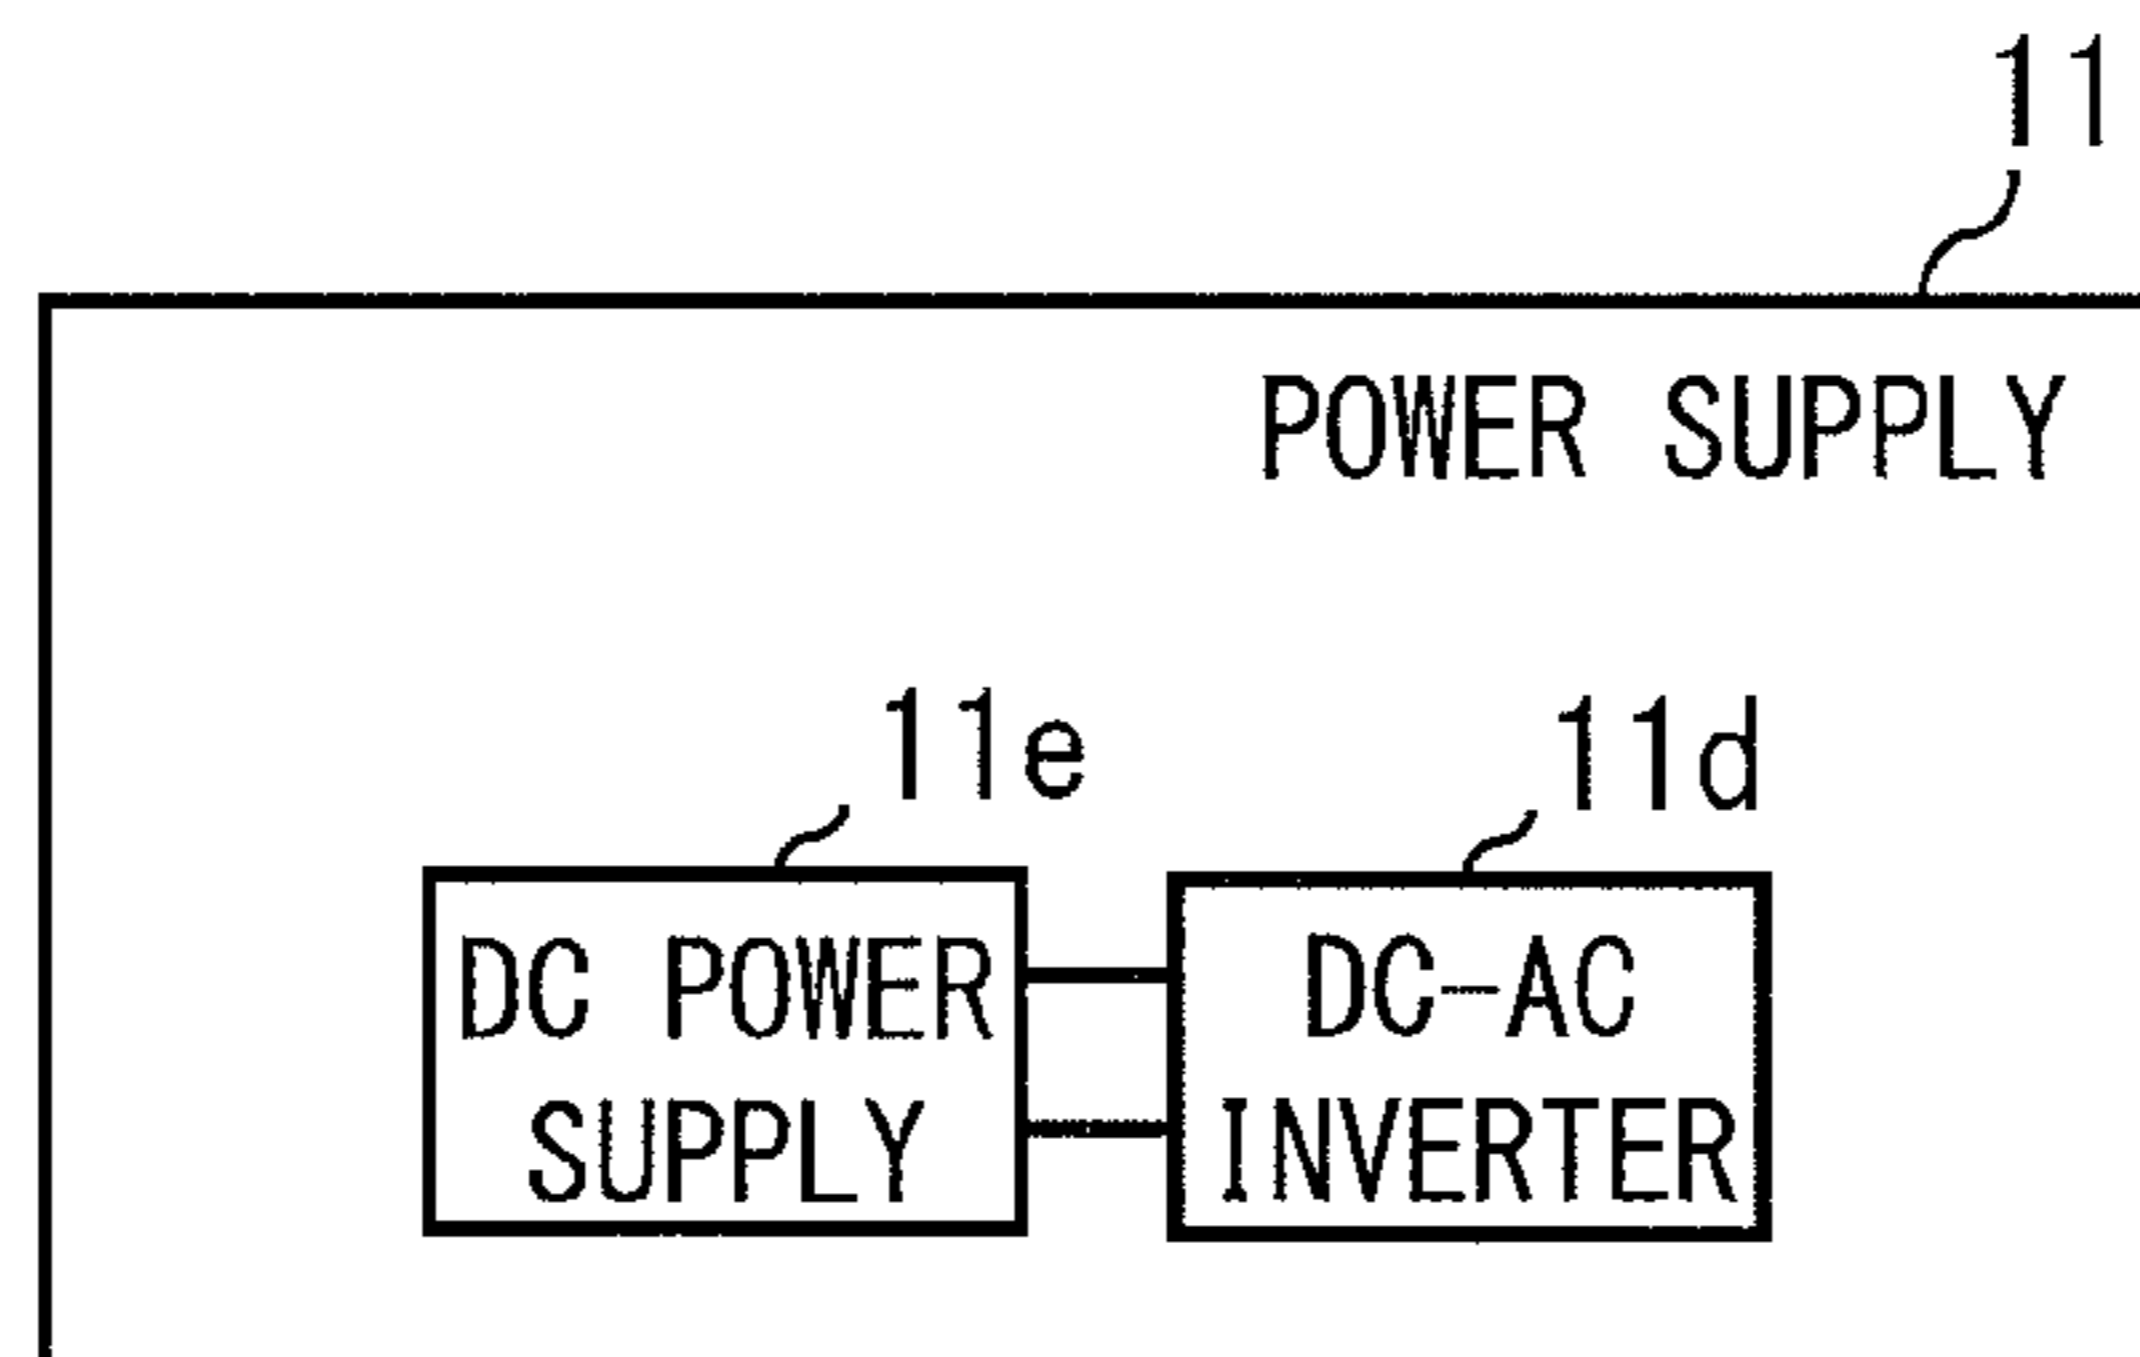 11
POWER SUPPLY
11e
11d
DC POWER
SUPPLY
DC-AC
INVERTER